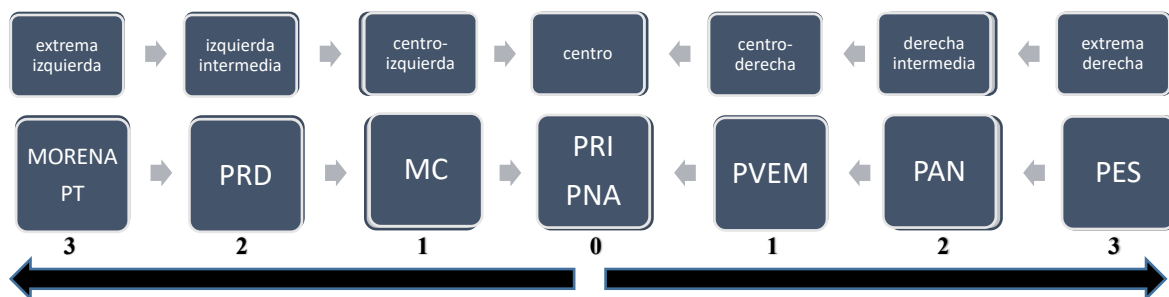 extrema
izquierda
izquierda
intermedia
centro-
izquierda
centro
centro-
derecha
derecha
intermedia
extrema
derecha
MORENA
PT
PRD
MC
PRI
PNA
PVEM
PAN
PES
3 2 1 0 1 2 3